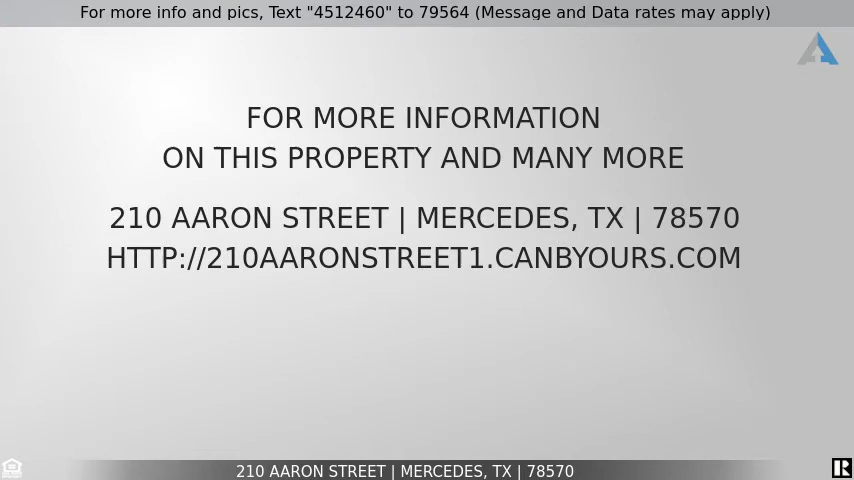 For more info and pics, Text "4512460" to 79564 (Message and Data rates may apply)
FOR MORE INFORMATION
ON THIS PROPERTY AND MANY MORE
210 AARON STREET | MERCEDES, TX | 78570
HTTP://210AARONSTREET1.CANBYOURS.COM
210 AARON STREET | MERCEDES, TX | 78570